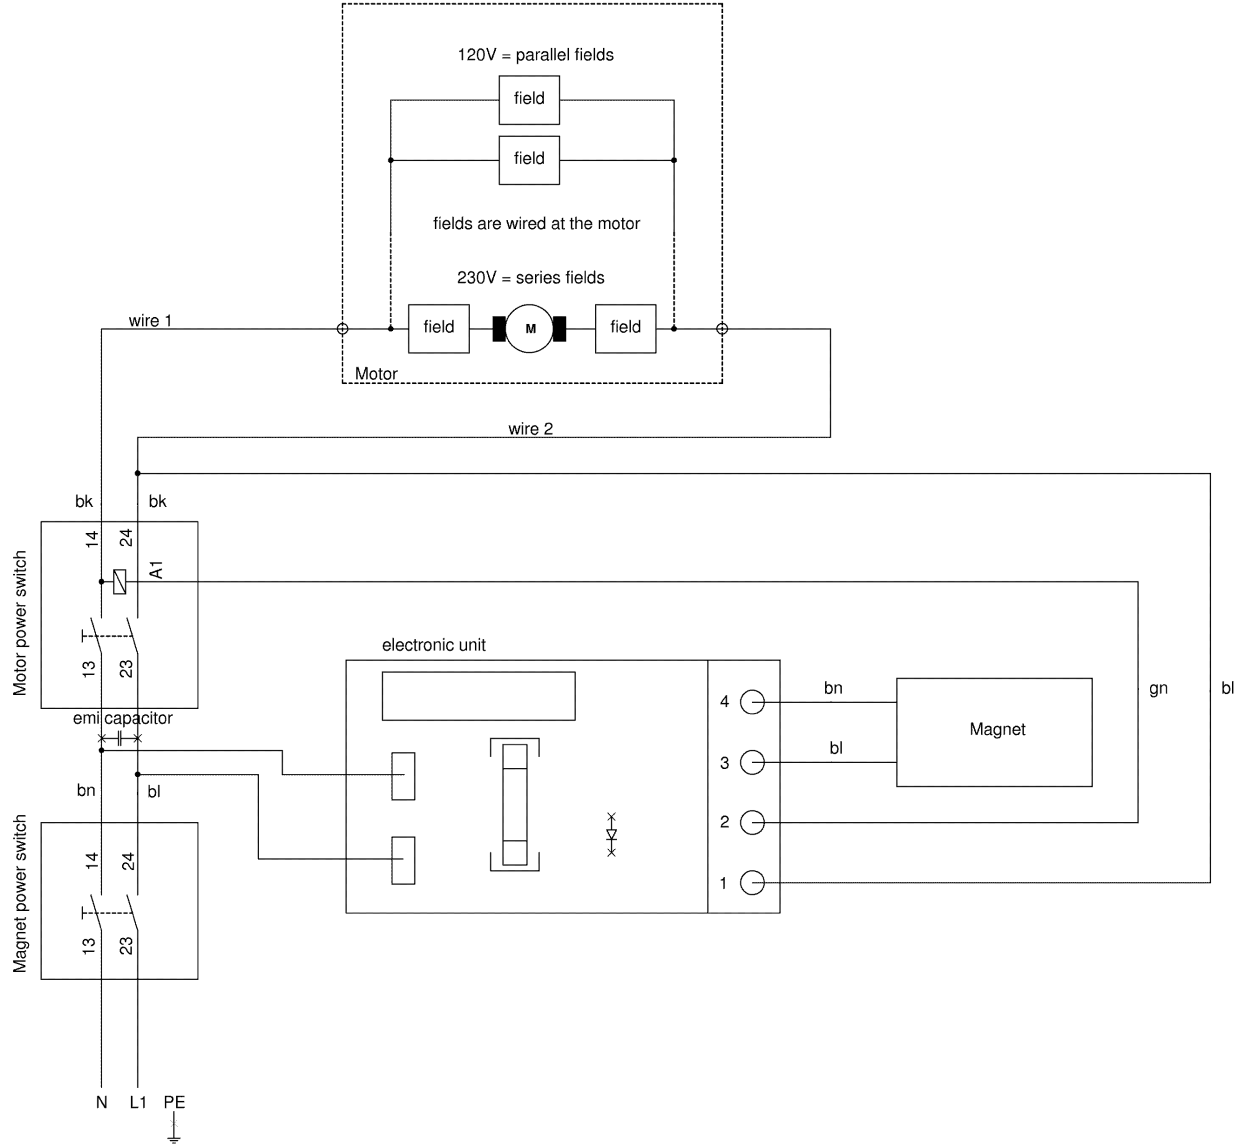 120V = parallel fields
field
field
fields are wired at the motor
230V = series fields
wire 1
field
M
field
Motor
wire 2
bk
bk
14
24
A1
Motor power switch
13
23
electronic unit
4
bn
Magnet
gn
bl
emi capacitor
3
bl
bn
bl
2
Magnet power switch
14
24
1
13
23
N
L1
PE